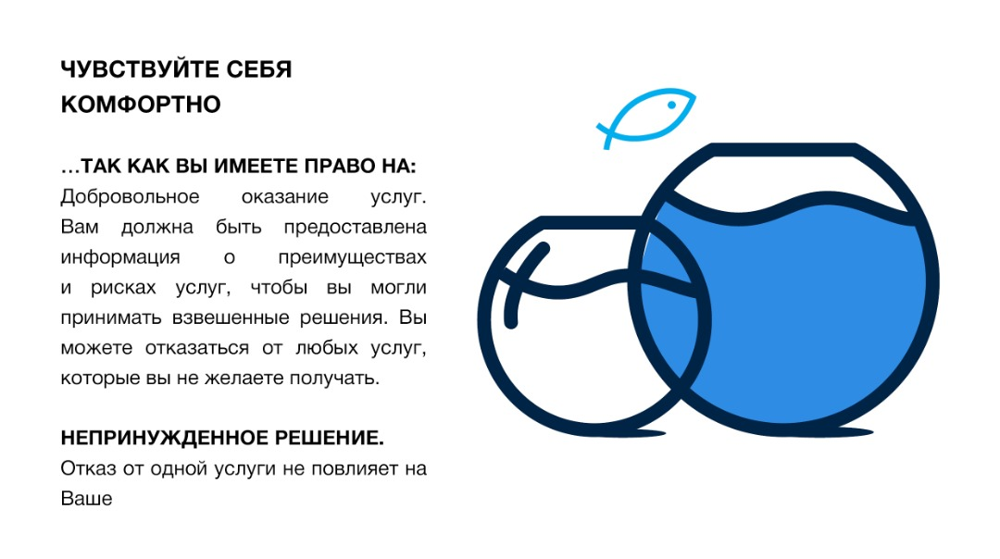 ЧУВСТВУЙТЕ СЕБЯ
КОМФОРТНО
...ТАК КАК ВЫ ИМЕЕТЕ ПРАВО НА:
Добровольное оказание услуг.
Вам должна быть предоставлена
информация о преимуществах
и рисках услуг, чтобы вы могли
принимать взвешенные решения. Вы
можете отказаться от любых услуг,
которые вы не желаете получать.
НЕПРИНУЖДЕННОЕ РЕШЕНИЕ.
Отказ от одной услуги не повлияет на
Ваше